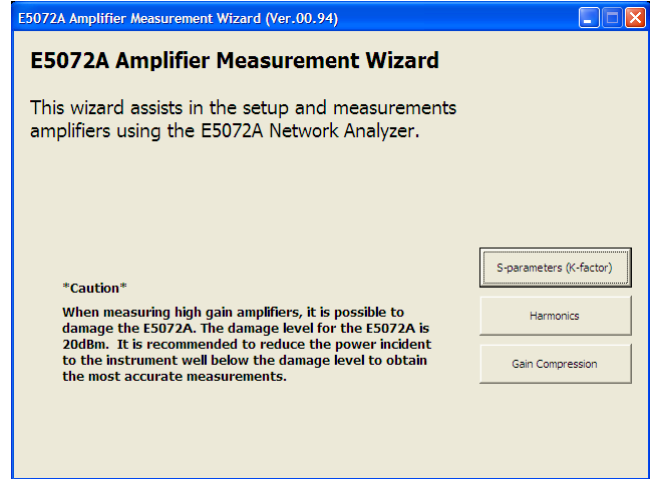 E5072A Amplifier Measurement Wizard (Ver.00.94)
E5072A Amplifier Measurement Wizard
This wizard assists in the setup and measurements
amplifiers using the E5072A Network Analyzer.
S-parameters (K-factor)
*Caution*
When measuring high gain amplifiers, it is possible to
damage the E5072A. The damage level for the E5072A is
20dBm. It is recommended to reduce the power incident
to the instrument well below the damage level to obtain
the most accurate measurements.
Harmonics
Gain Compression